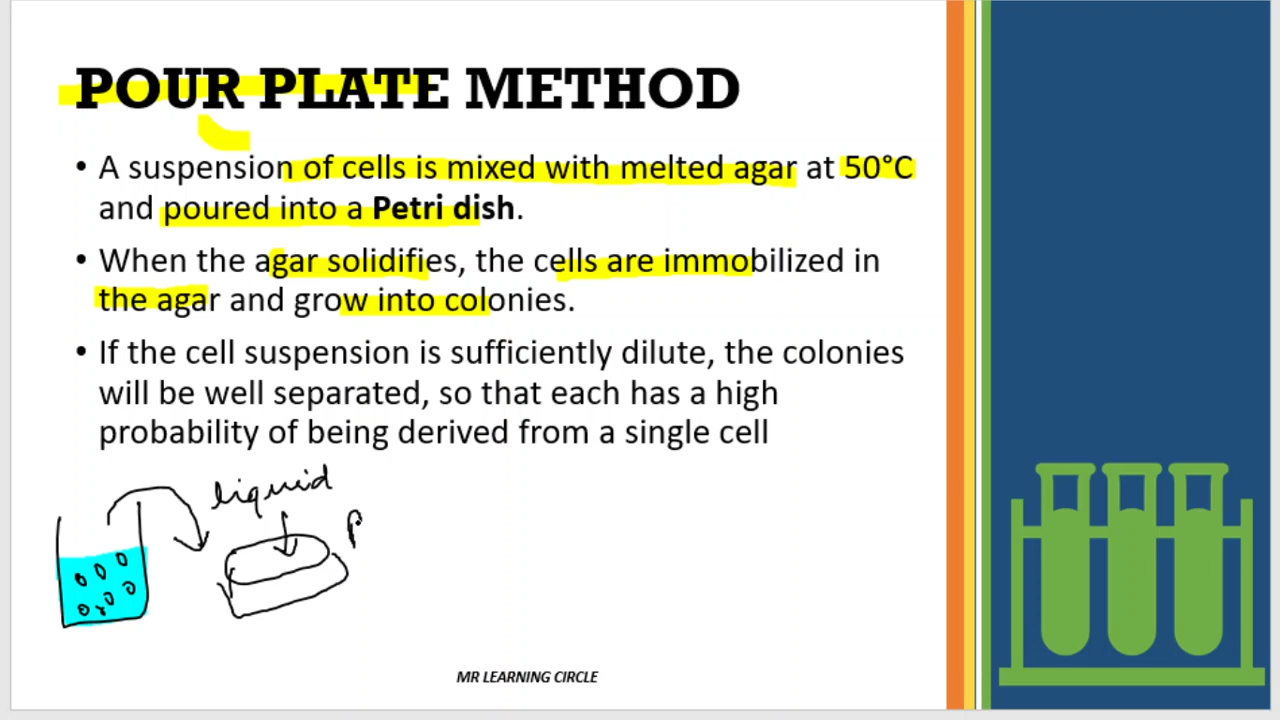 POUR PLATE METHOD
• A suspension of cells is mixed with melted agar at 50°C
and poured into a Petri dish.
• When the agar solidifies, the cells are immobilized in
the agar and grow into colonies.
• If the cell suspension is sufficiently dilute, the colonies
will be well separated, so that each has a high
probability of being derived from a single cell
liquid
P
MR LEARNING CIRCLE